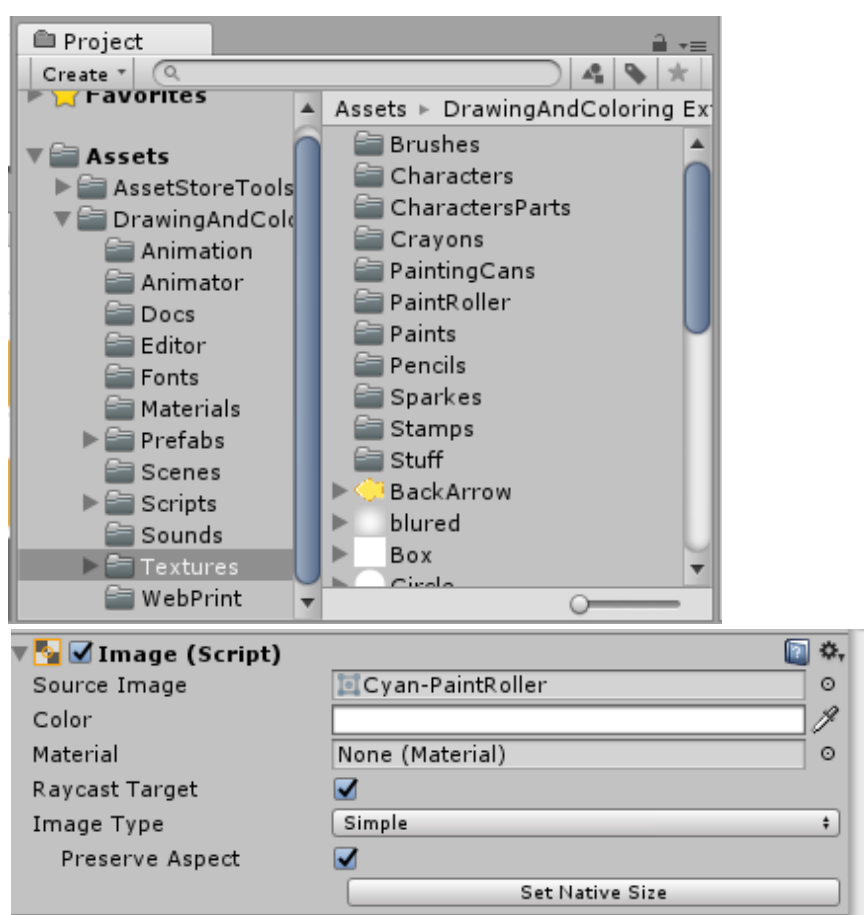 Project
Create
Favorites
Assets
AssetStoreTools
DrawingAndColo
Animation
Animator
Docs
Editor
Fonts
Materials
Prefabs
Scenes
Scripts
Sounds
Textures
WebPrint
Assets DrawingAndColoring Ex
Brushes
Characters
CharactersParts
Crayons
PaintingCans
PaintRoller
Paints
Pencils
Sparkes
Stamps
Stuff
BackArrow
blured
Box
Circle
Image (Script)
Source Image Cyan-PaintRoller
Color
Material None (Material)
Raycast Target
Image Type Simple
Preserve Aspect
Set Native Size